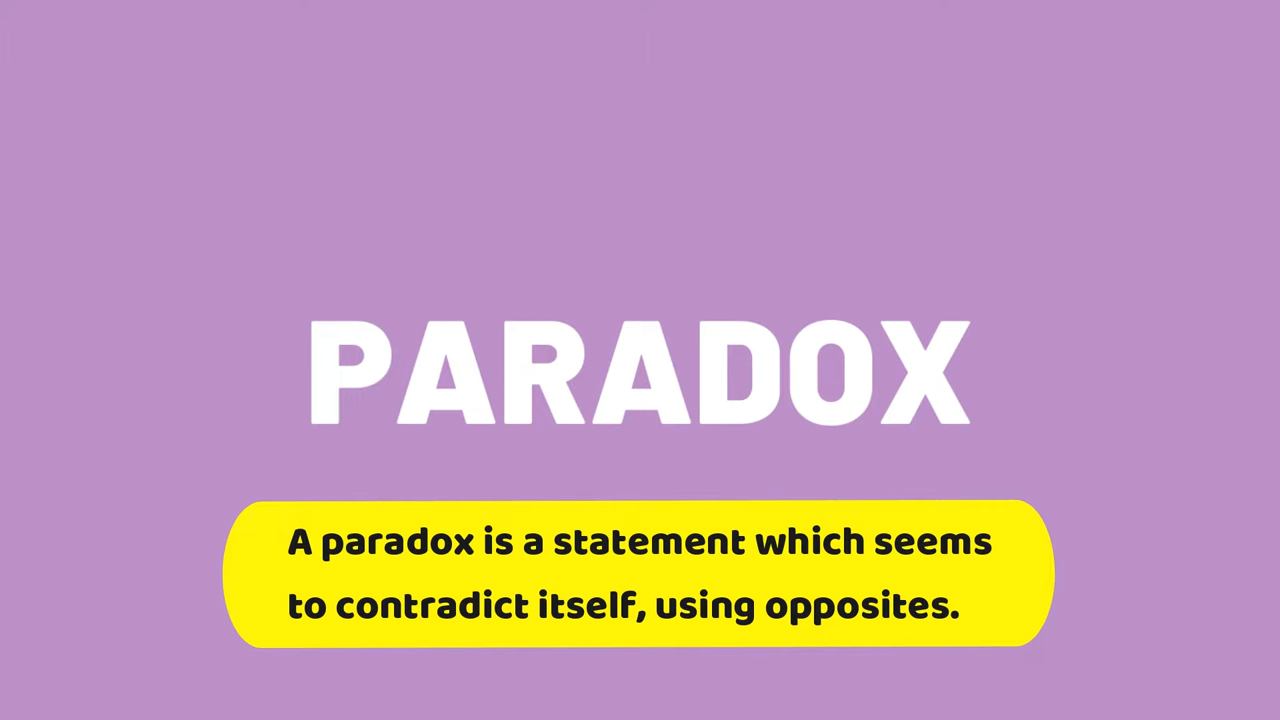 PARADOX
A paradox is a statement which seems
to contradict itself, using opposites.